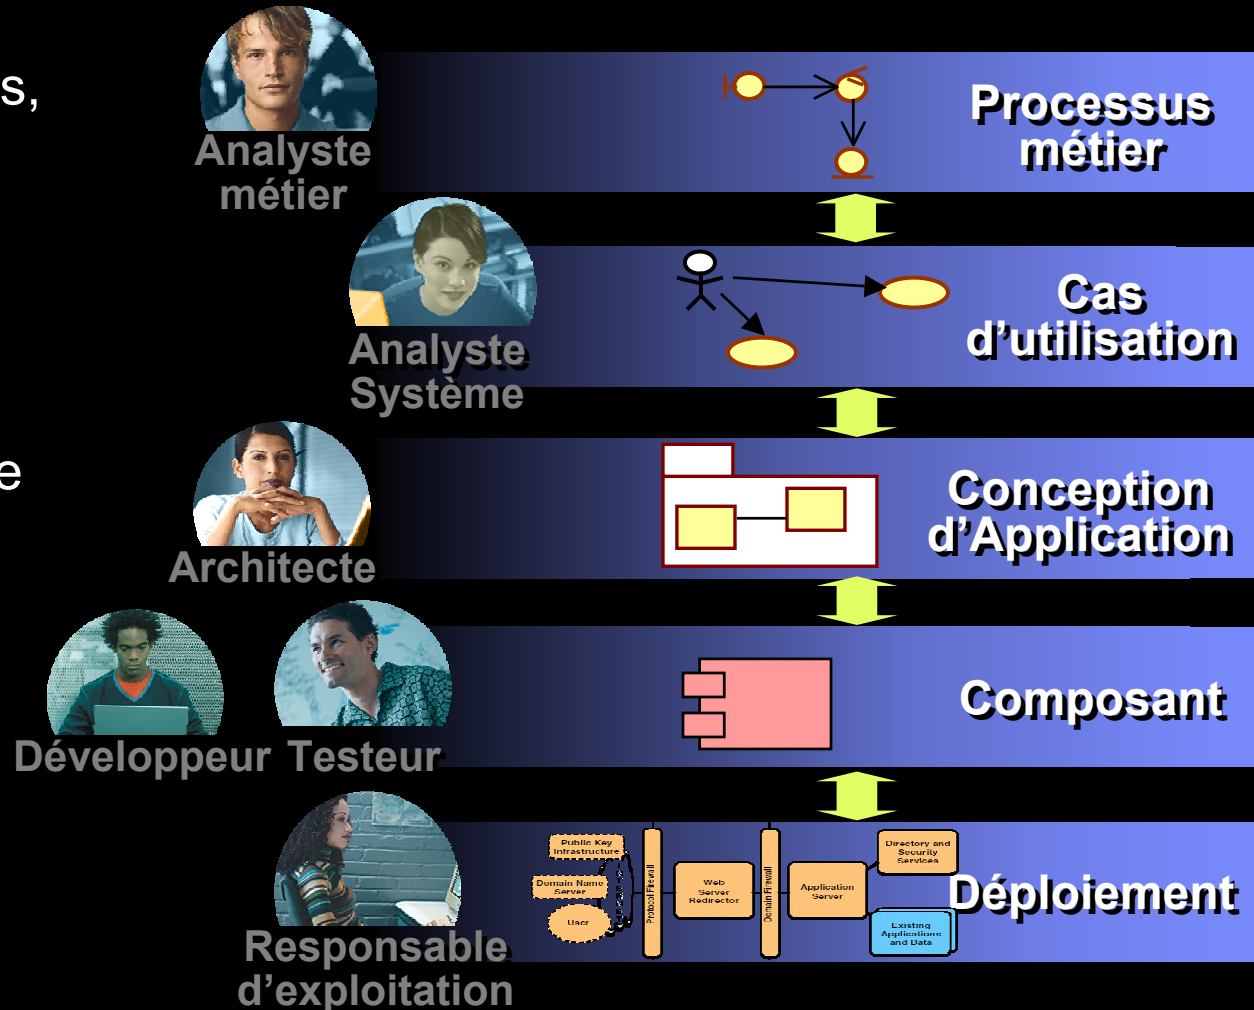 s,
Analyste
métier
Processus
métier
Analyste
Système
Cas
d’utilisation
e
Architecte
Conception
d’Application
Développeur
Testeur
Composant
Responsable
d’exploitation
Public Key
Infrastructure
Domain Name
Server
User
Protocol Firewall
Web
Server
Redirector
Domain Firewall
Application
Server
Directory and
Security
Services
Existing
Applications
and Data
Déploiement